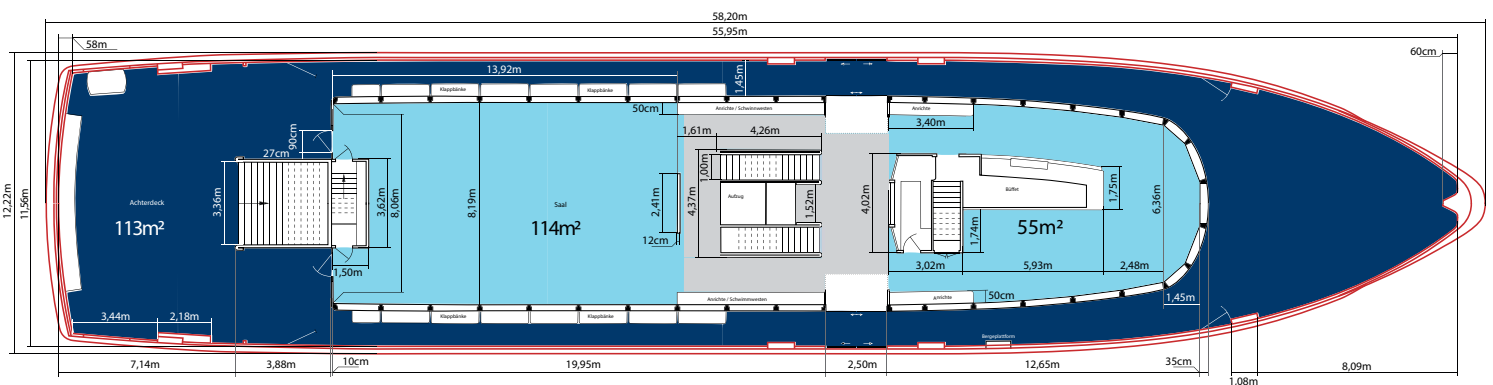 58,20m
55,95m
58m
60cm
13,92m
1,45m
Klappbänke
Klappbänke
50cm
Anrichte / Schwimmwesten
Anrichte
3,40m
1,61m
4,26m
90cm
27cm
1,00m
12,22m
11,56m
3,36m
3,62m
8,06m
8,19m
2,41m
4,37m
1,52m
4,02m
1,75m
6,36m
Achterdeck
113m²
Saal
114m²
Aufzug
Büffet
55m²
1,74m
12cm
1,50m
3,02m
5,93m
2,48m
Anrichte / Schwimmwesten
Anrichte
50cm
1,45m
3,44m
2,18m
Klappbänke
Klappbänke
Bergeplattform
7,14m
3,88m
10cm
19,95m
2,50m
12,65m
35cm
8,09m
1,08m